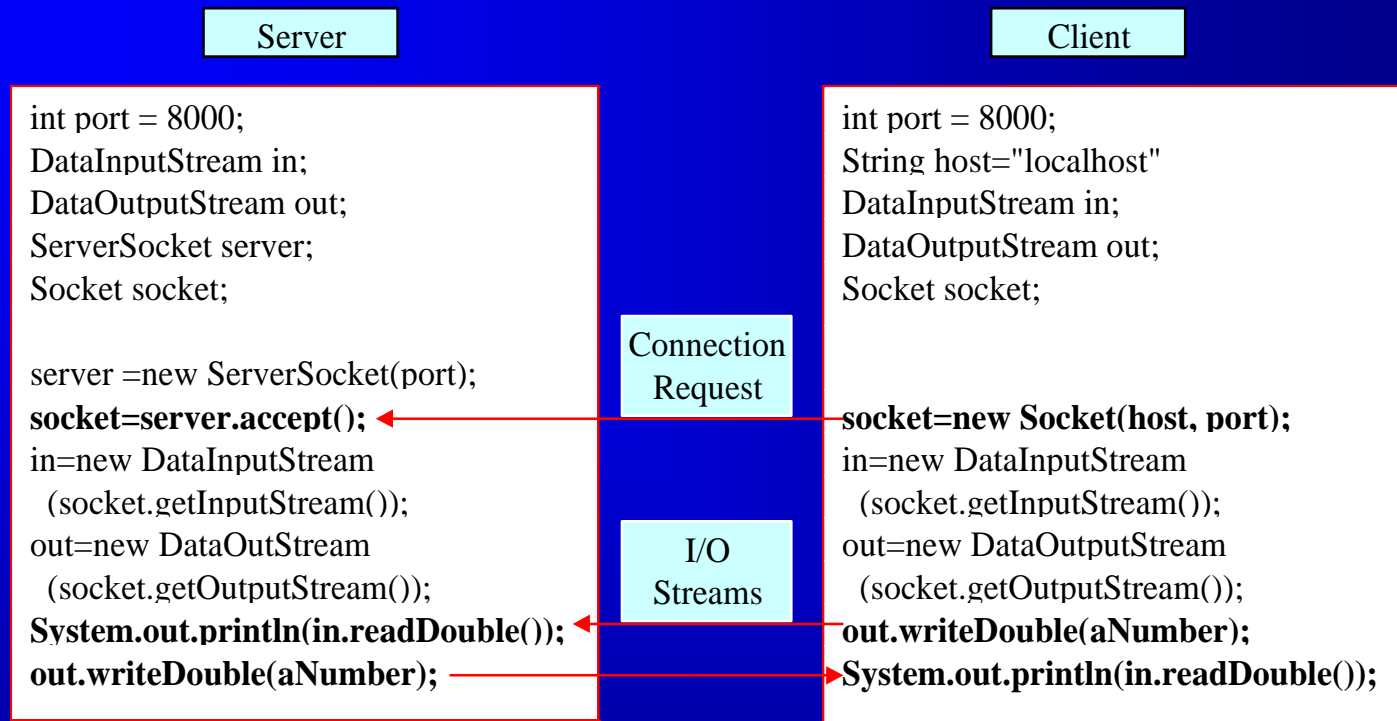 Server
Client
int port = 8000;
DataInputStream in;
DataOutputStream out;
ServerSocket server;
Socket socket;
server =new ServerSocket(port);
socket=server.accept();
in=new DataInputStream
(socket.getInputStream());
out=new DataOutStream
(socket.getOutputStream());
System.out.println(in.readDouble());
out.writeDouble(aNumber);
Connection
Request
I/O
Streams
int port = 8000;
String host="localhost"
DataInputStream in;
DataOutputStream out;
Socket socket;
socket=new Socket(host, port);
in=new DataInputStream
(socket.getInputStream());
out=new DataOutputStream
(socket.getOutputStream());
out.writeDouble(aNumber);
System.out.println(in.readDouble());